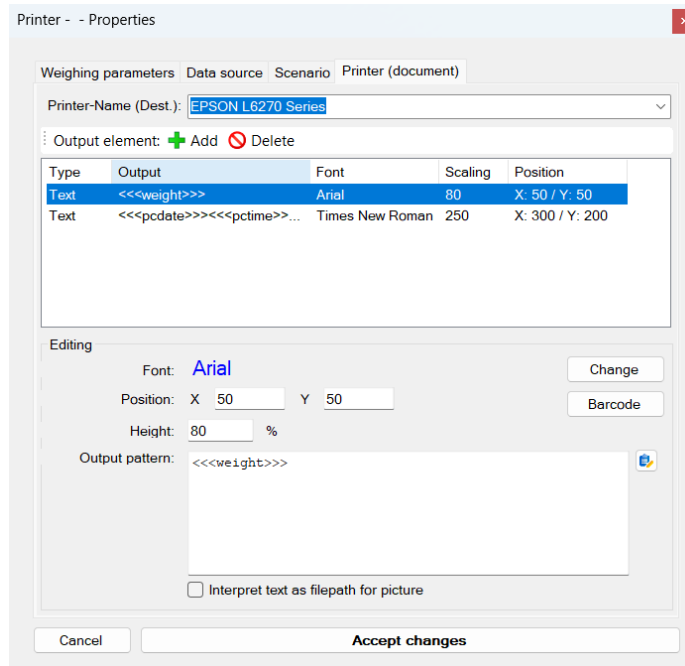 Printer - - Properties
Weighing parameters Data source Scenario Printer (document)
Printer-Name (Dest.): EPSON L6270 Series
Output element: Add Delete
Type Output Font Scaling Position
Text <<<weight>>> Arial 80 X: 50 / Y: 50
Text <<<pcdate>>><<<pctime>>... Times New Roman 250 X: 300 / Y: 200
Editing
Font: Arial Change
Position: X 50 Y 50 Barcode
Height: 80 %
Output pattern: <<<weight>>>
Interpret text as filepath for picture
Cancel Accept changes